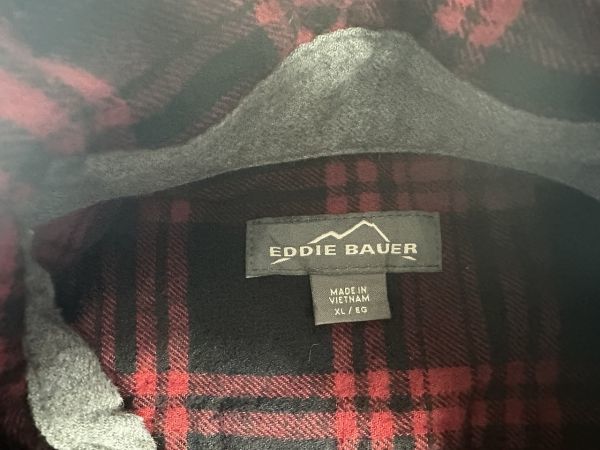 EDDIE BAUER
MADE IN
VIETNAM
XL / EG